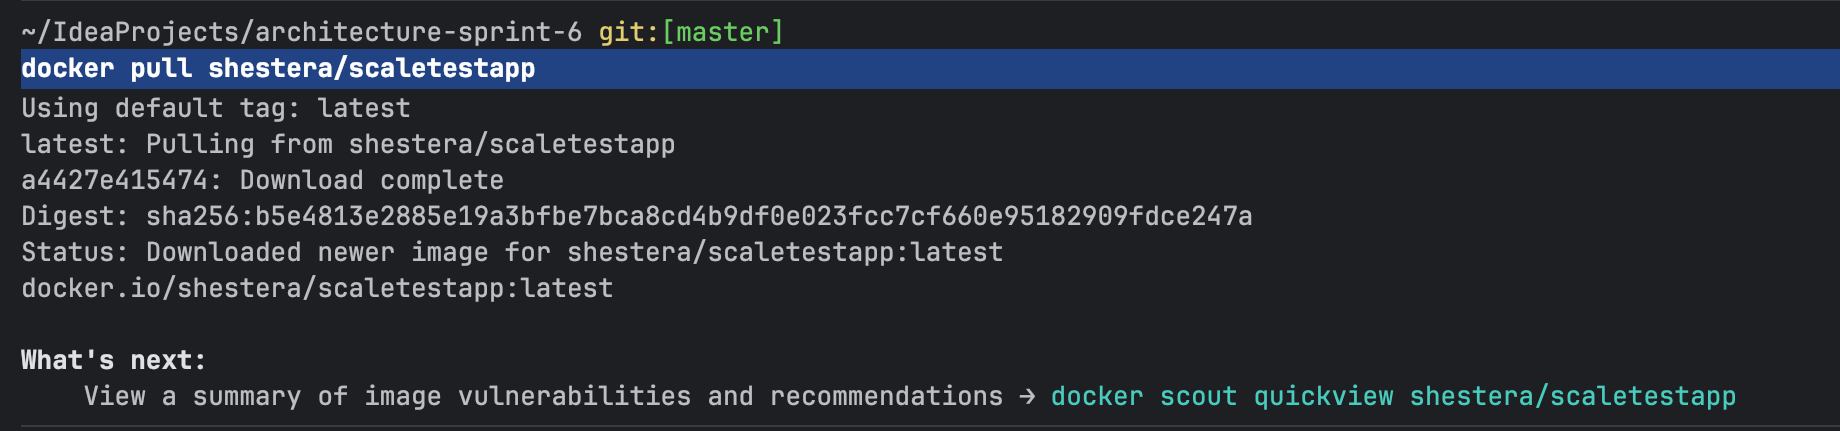 ~/IdeaProjects/architecture-sprint-6 git:[master]
docker pull shestera/scaletestapp
Using default tag: latest
latest: Pulling from shestera/scaletestapp
a4427e415474: Download complete
Digest: sha256:b5e4813e2885e19a3bfbe7bca8cd4b9df0e023fcc7cf660e95182909fdce247a
Status: Downloaded newer image for shestera/scaletestapp:latest
docker.io/shestera/scaletestapp:latest
What's next:
View a summary of image vulnerabilities and recommendations → docker scout quickview shestera/scaletestapp